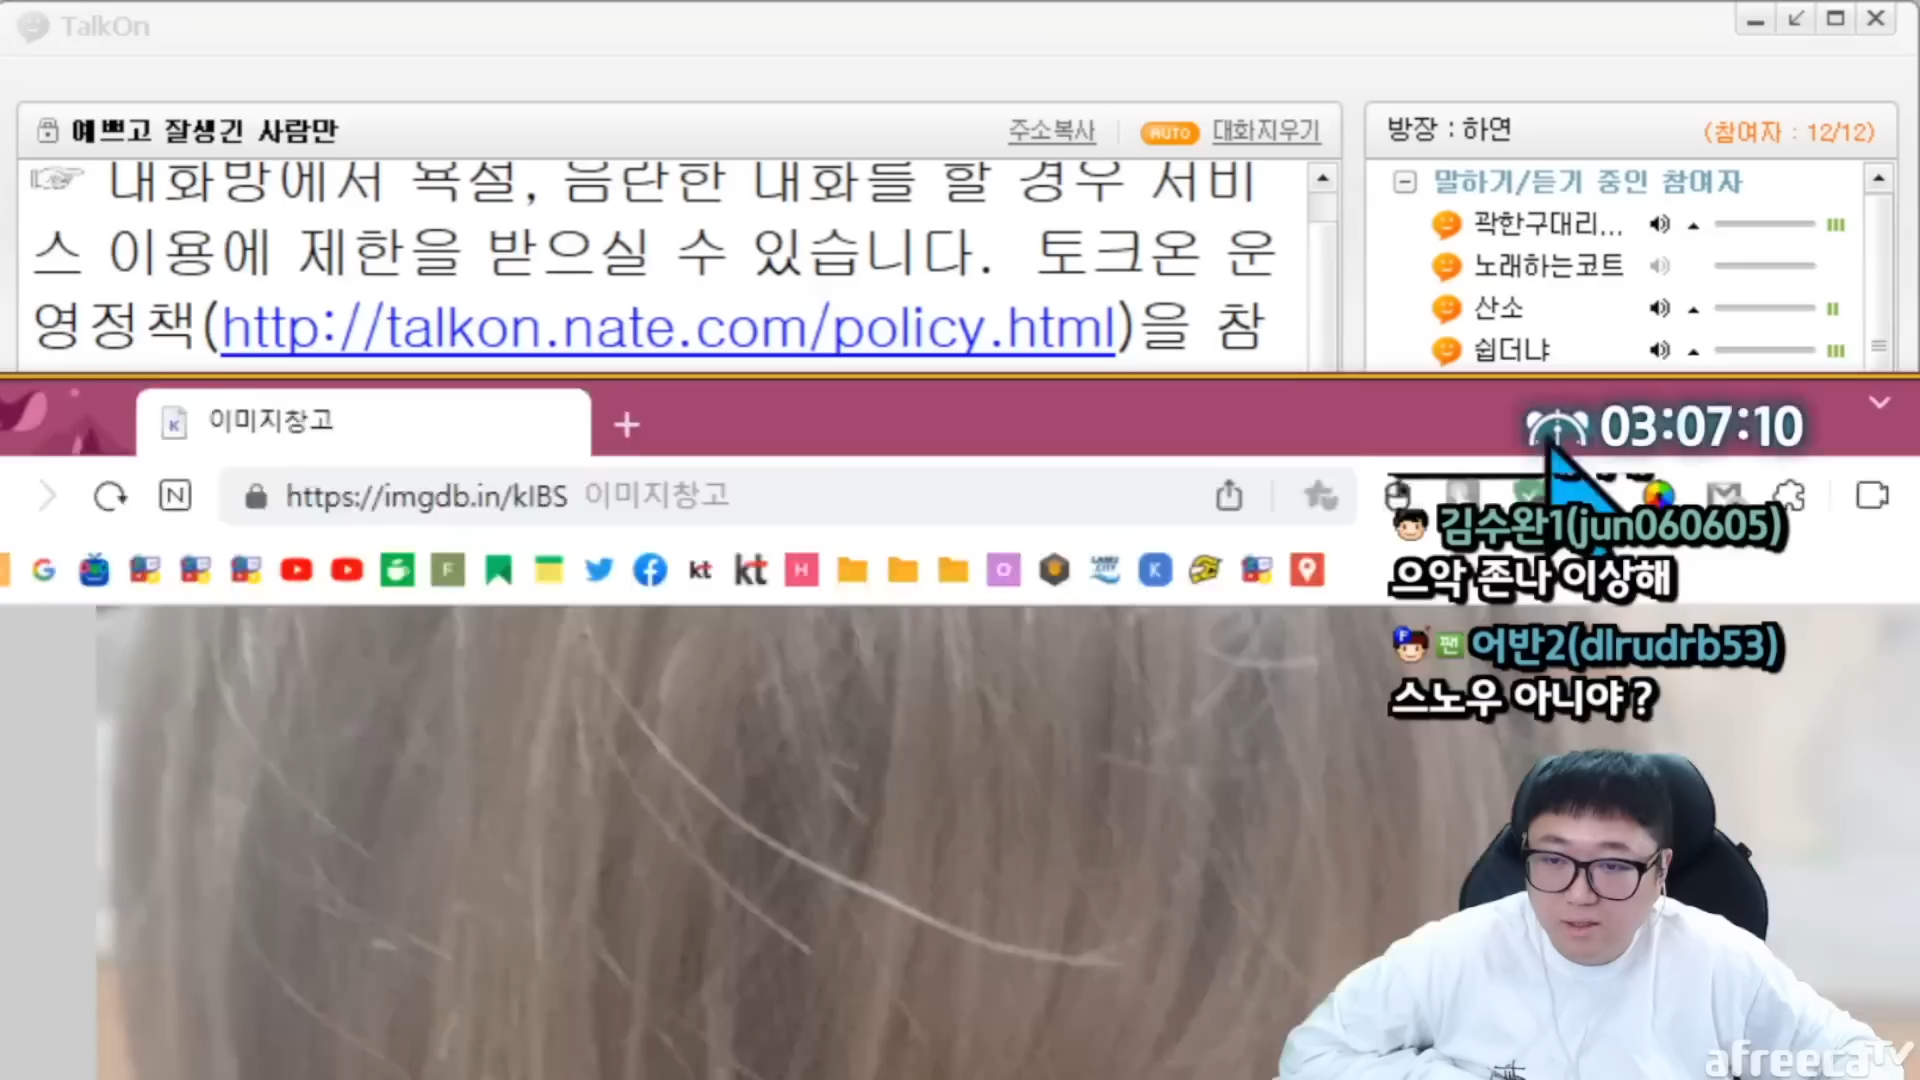 TalkOn
예쁘고 잘생긴 사람만
주소복사
AUTO
대화지우기
방장 : 하연
(참여자 : 12/12)
☞ 대화방에서 욕설, 음단한 대화들 할 경우 서비
스 이용에 제한을 받으실 수 있습니다. 토크온 운
영정책(http://talkon.nate.com/policy.html)을 참
말하기/듣기 중인 참여자
곽한구대리...
노래하는코트
산소
쉽더냐
이미지창고
03:07:10
https://imgdb.in/kIBS 이미지창고
김수완1(jun060605)
으악 존나 이상해
팬 어반2(dlrudrb53)
스노우 아니야 ?
afreecaTV